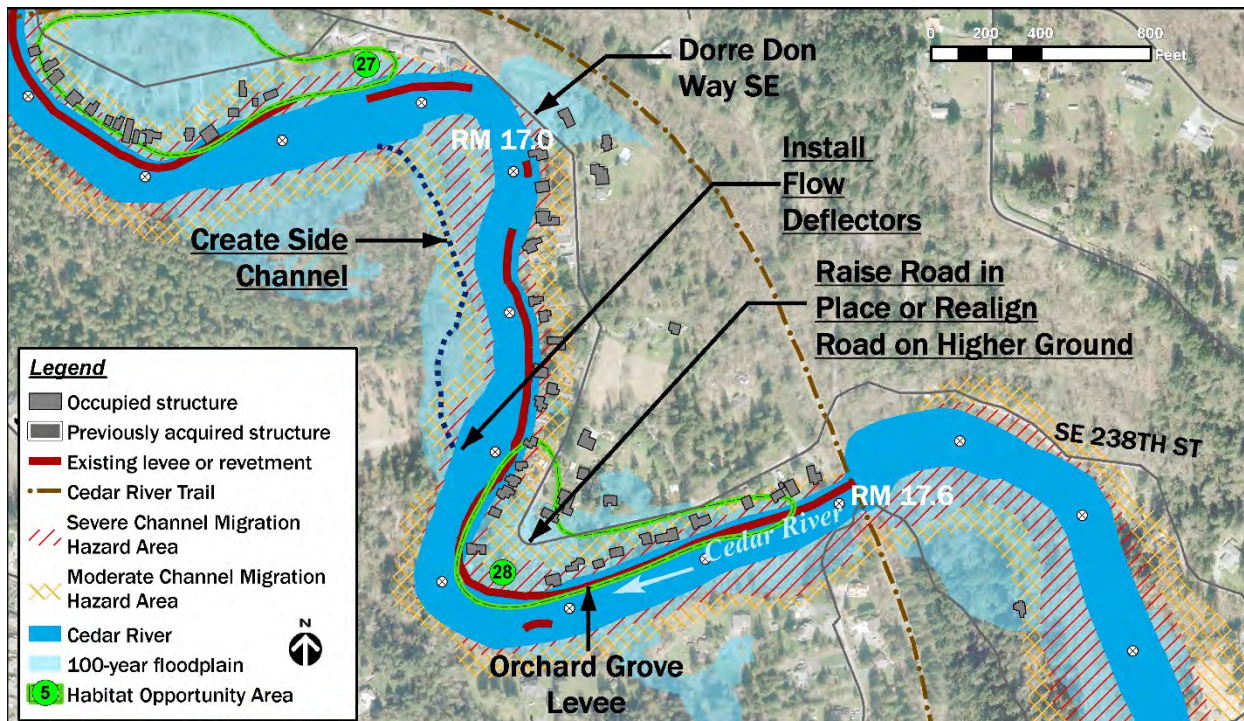 27
Dorre Don
Way SE
0 200 400 800
Feet
RM 17.0
Install
Flow
Deflectors
Create Side
Channel
Raise Road in
Place or Realign
Road on Higher Ground
SE 238TH ST
RM 17.6
Cedar River
28
Orchard Grove
Levee
Legend
Occupied structure
Previously acquired structure
Existing levee or revetment
Cedar River Trail
Severe Channel Migration
Hazard Area
Moderate Channel Migration
Hazard Area
Cedar River
100-year floodplain
5 Habitat Opportunity Area
N